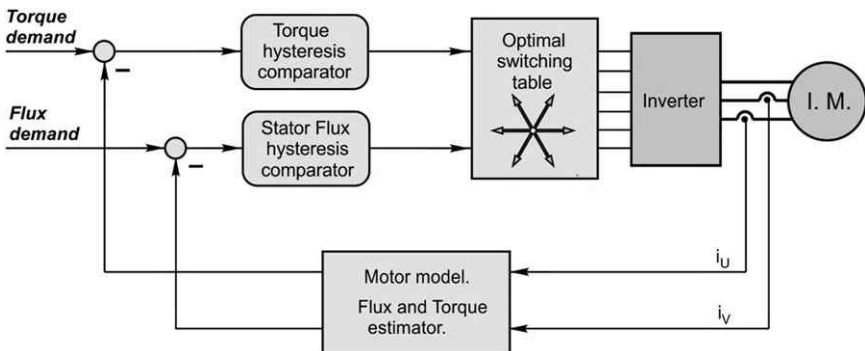 Torque
demand
Torque
hysteresis
comparator
Optimal
switching
table
Inverter
I. M.
Flux
demand
Stator Flux
hysteresis
comparator
Motor model.
Flux and Torque
estimator.
iU
iV